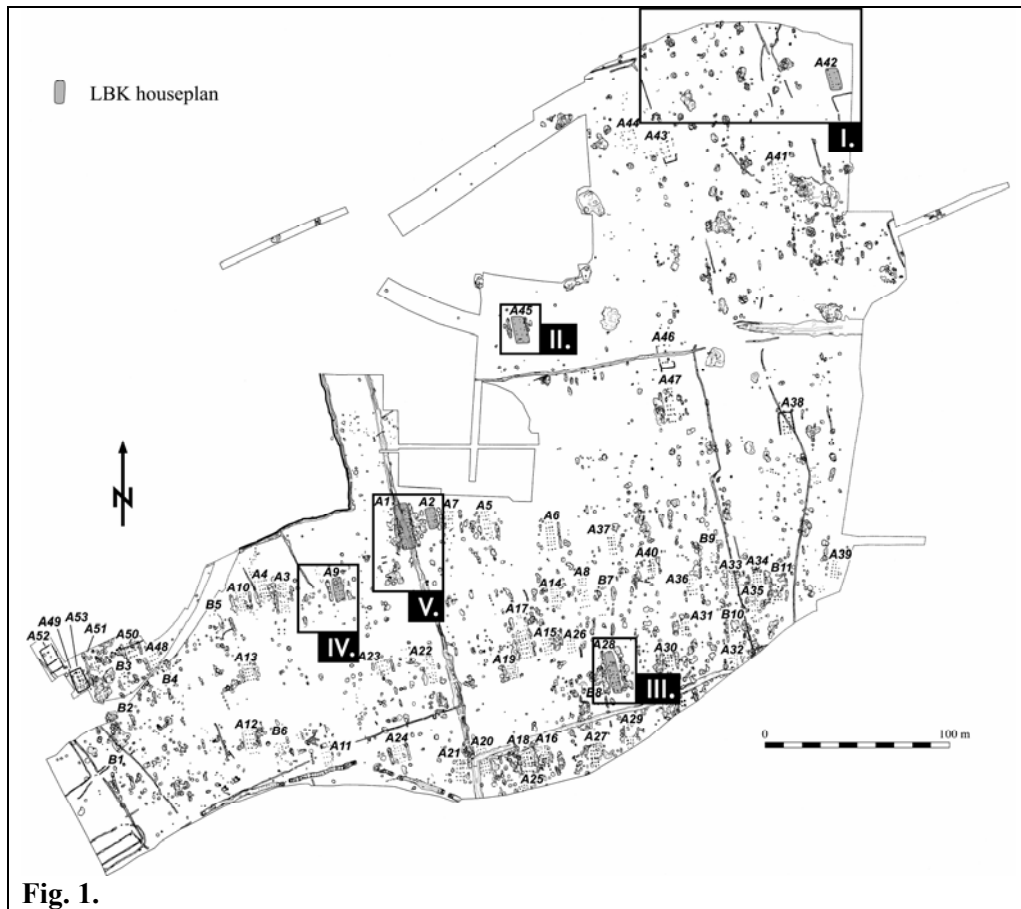 A42
LBK houseplan
A44
A43
I.
A41
A45
II.
A46
A47
A38
N
A1
A2
A7
A5
A6
A37
B9
A40
A34
A39
A9
A33
B11
A4
A3
A8
B7
A36
A35
A10
A14
B5
V.
A17
A31
B10
A53
A49
A51
A50
IV.
A15
A26
A52
A48
A28
A30
A32
B3
A13
A23
A22
A19
B4
B8
III.
B2
A29
A12
B6
A18
A16
A27
0
100 m
B1
A11
A24
A21
A20
A25
Fig. 1.